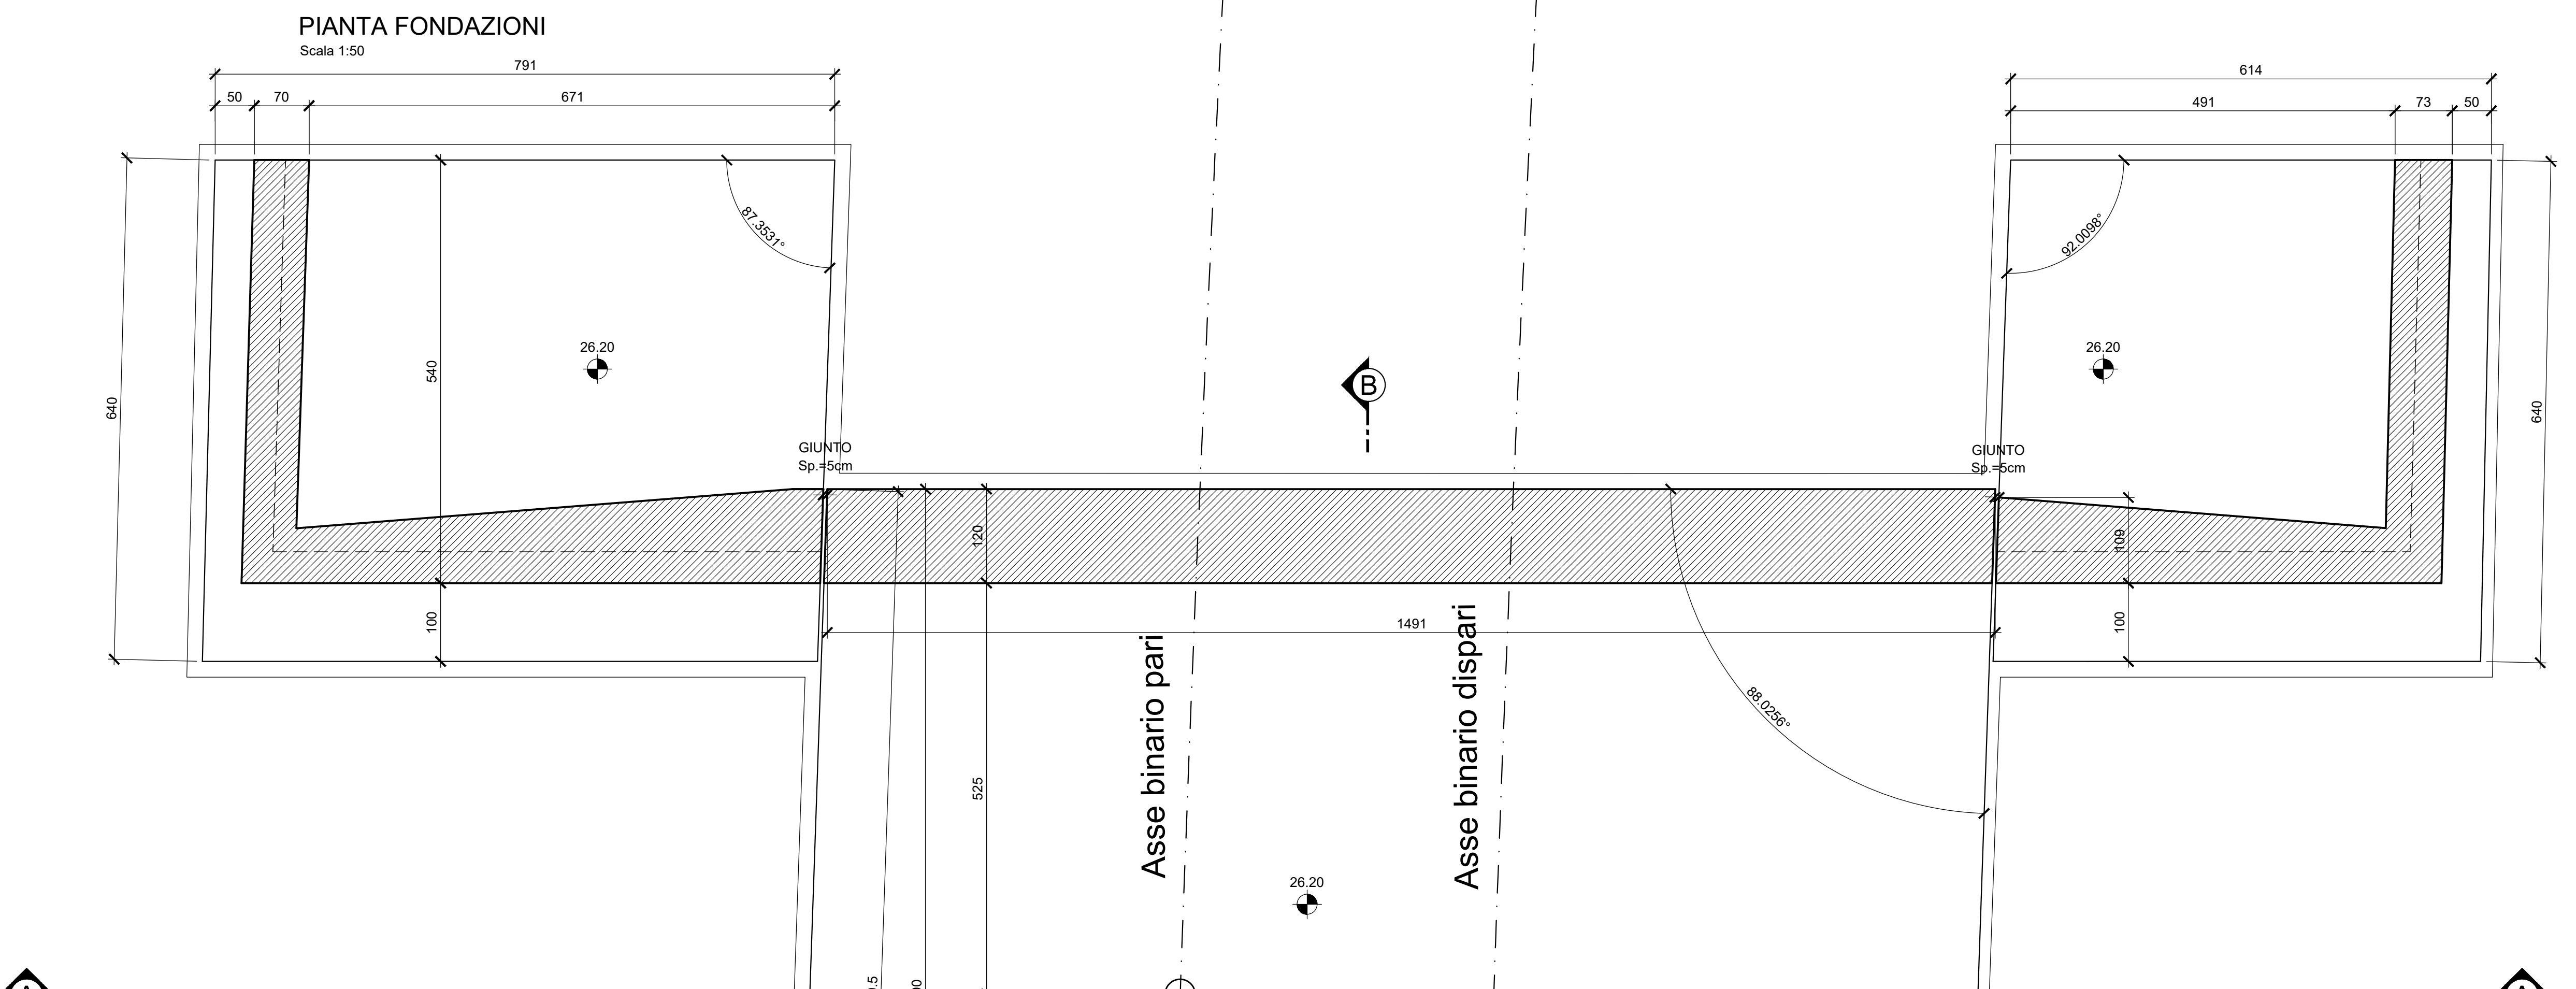 PIANTA FONDAZIONI
Scala 1:50
791
50
70
671
614
491
73
50
87.3531°
92.0098°
26.20
26.20
540
640
640
B
GIUNTO
Sp.=5cm
GIUNTO
Sp.=5cm
120
109
100
100
1491
Asse binario pari
Asse binario dispari
88.0256°
525
26.20